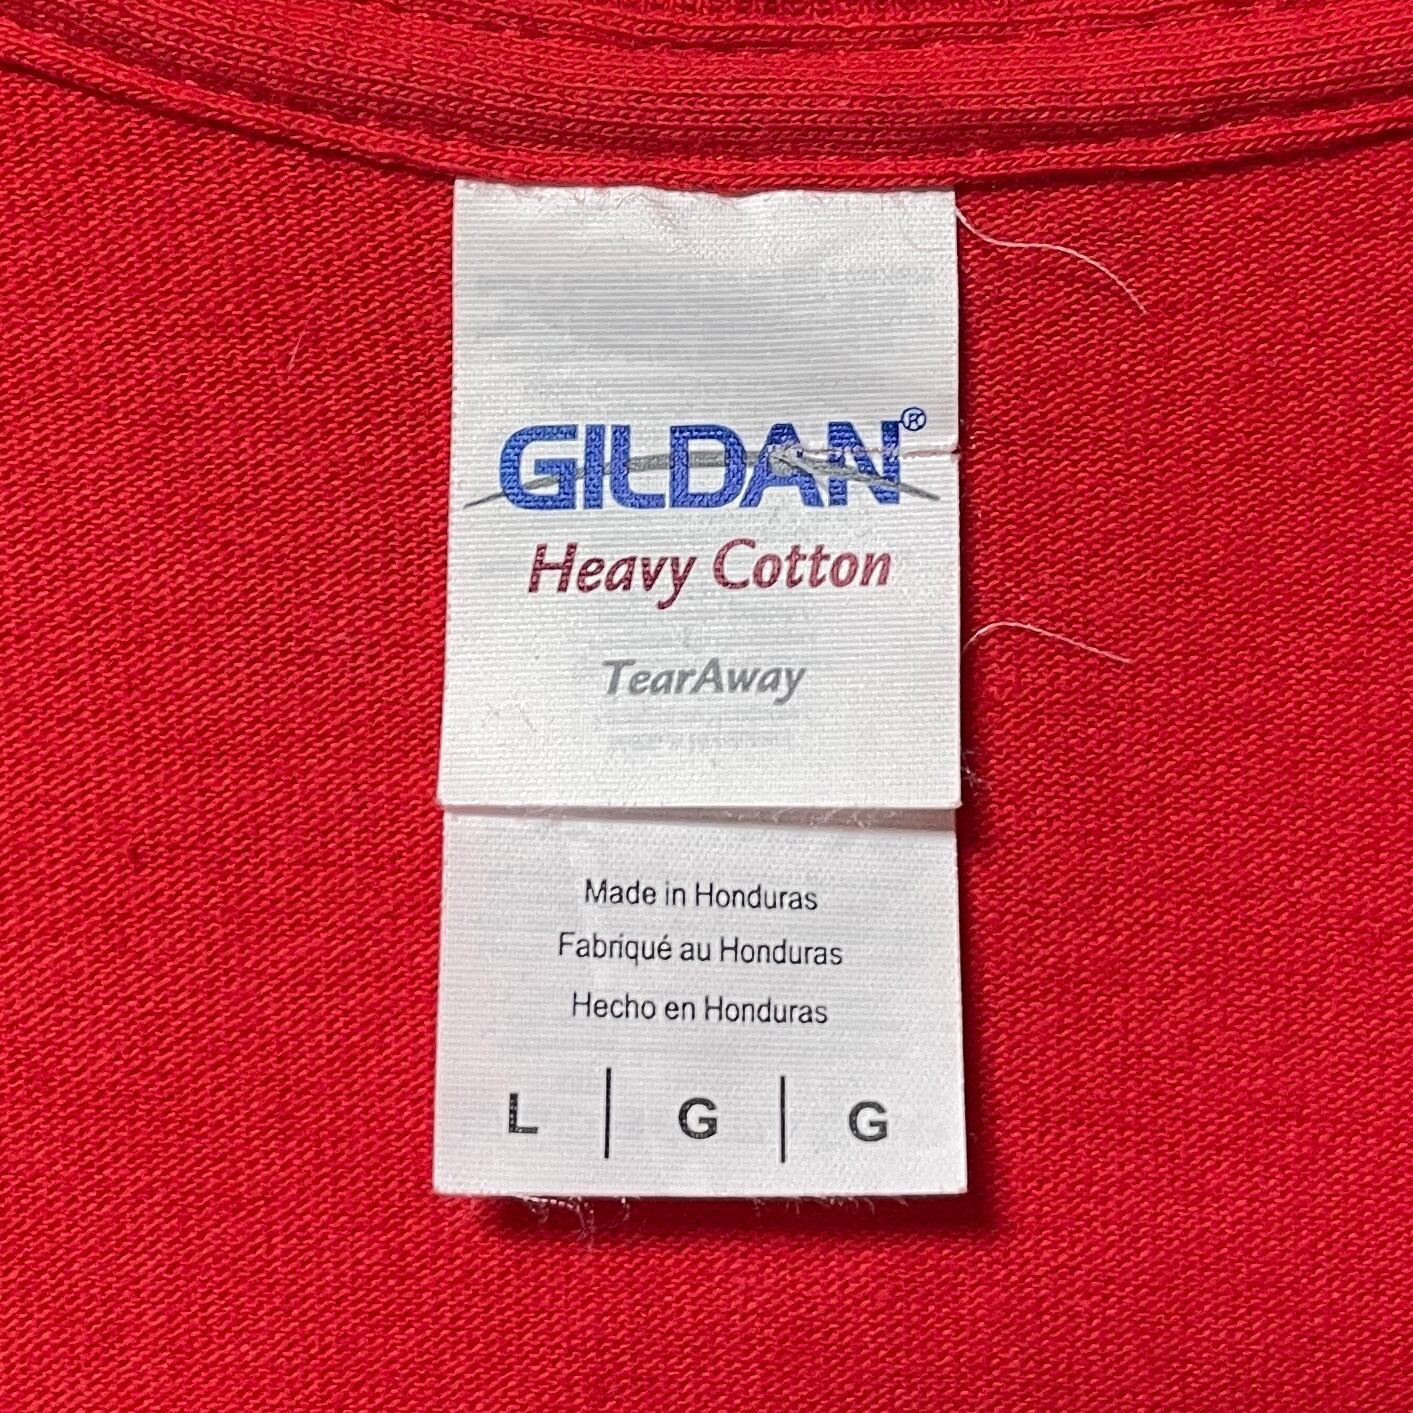 GILDAN®
Heavy Cotton
TearAway
Made in Honduras
Fabriqué au Honduras
Hecho en Honduras
L | G | G